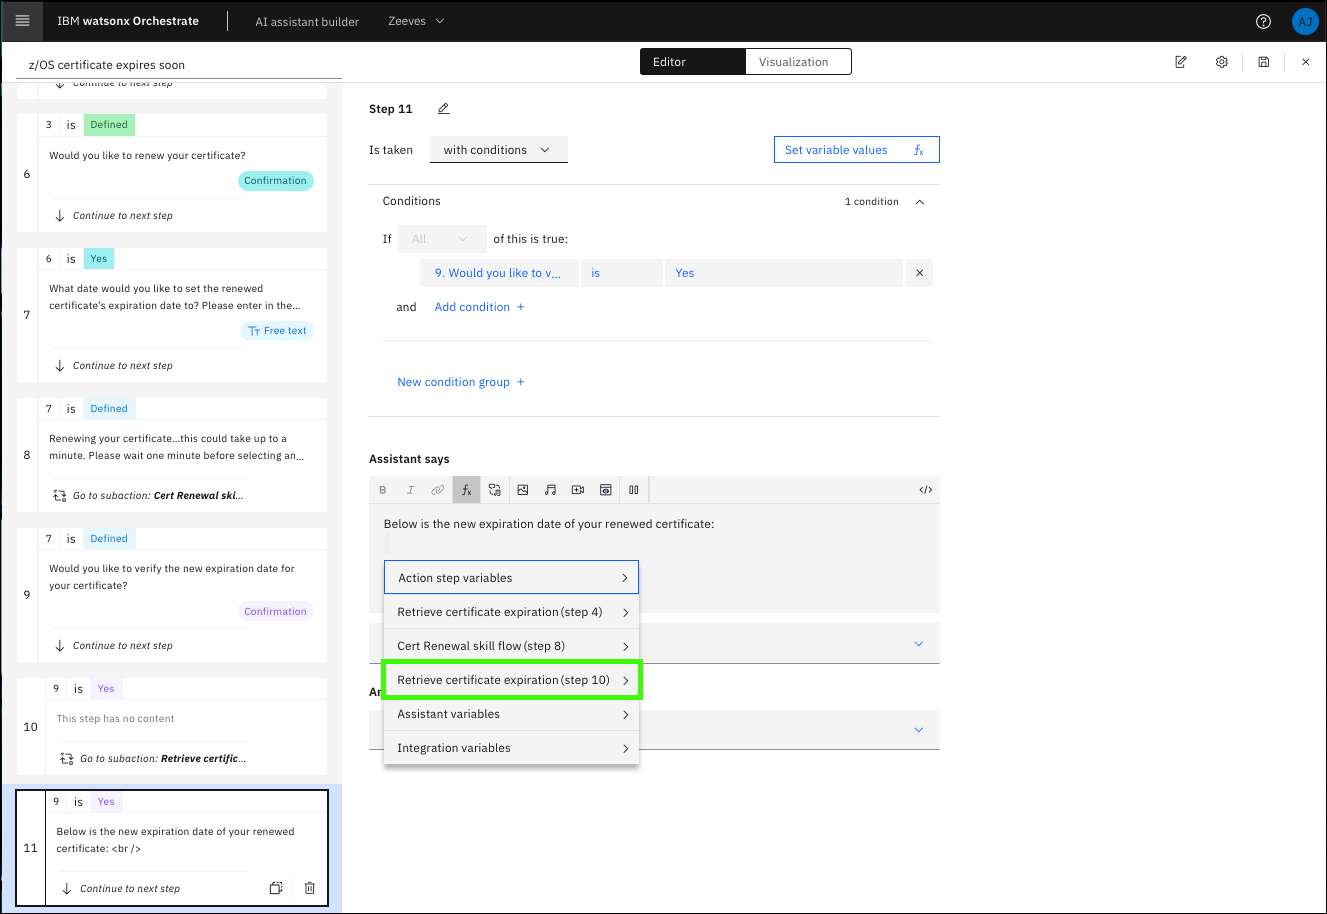 IBM watsonx Orchestrate
AI assistant builder
Zeeves
AJ
z/OS certificate expires soon
Editor
Visualization
Continue to next step
3 is Defined
6
Would you like to renew your certificate?
Confirmation
Continue to next step
6 is Yes
7
What date would you like to set the renewed
certificate's expiration date to? Please enter in the...
Free text
Continue to next step
7 is Defined
8
Renewing your certificate...this could take up to a
minute. Please wait one minute before selecting an...
Go to subaction: Cert Renewal ski...
7 is Defined
9
Would you like to verify the new expiration date for
your certificate?
Confirmation
Continue to next step
9 is Yes
10
This step has no content
Go to subaction: Retrieve certific...
9 is Yes
11
Below is the new expiration date of your renewed
certificate: <br />
Continue to next step
Step 11
Is taken
with conditions
Set variable values fx
Conditions
1 condition
If All of this is true:
9. Would you like to v... is Yes
and Add condition +
New condition group +
Assistant says
B I fx </>
Below is the new expiration date of your renewed certificate:
Action step variables
Retrieve certificate expiration (step 4)
Cert Renewal skill flow (step 8)
Retrieve certificate expiration (step 10)
Assistant variables
Integration variables